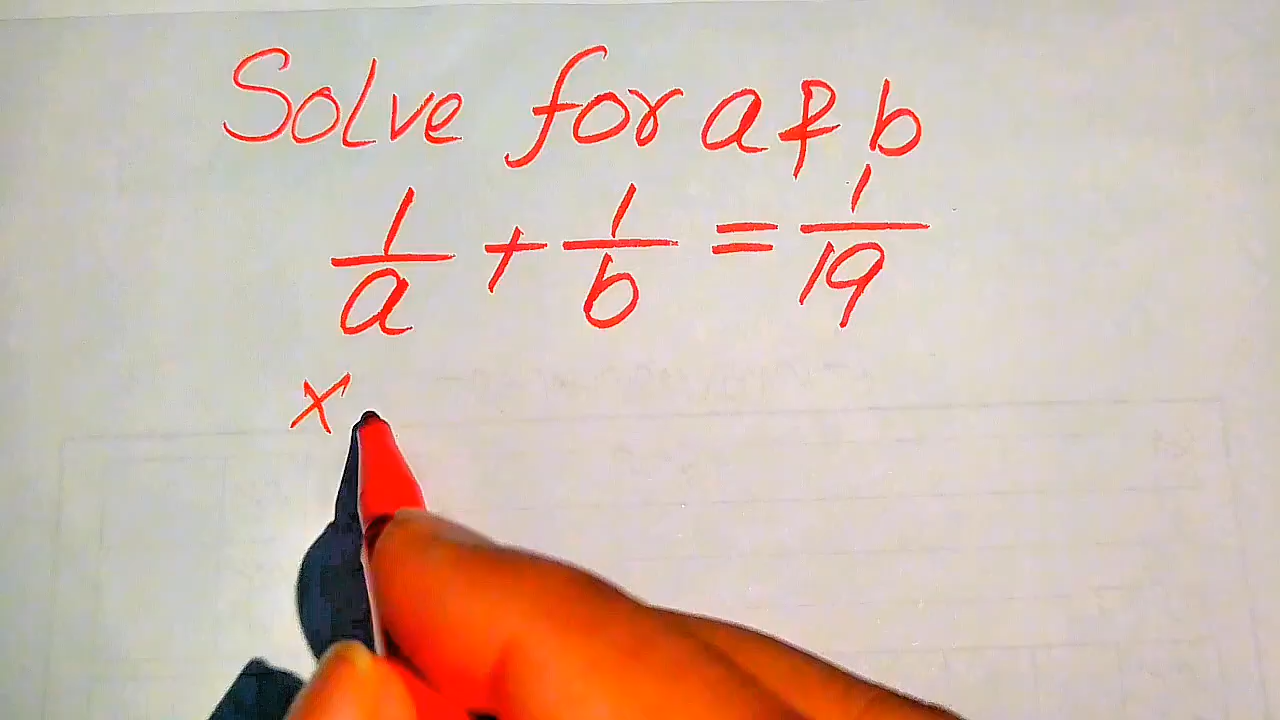 Solve for a & b
1/a + 1/b = 1/19
x